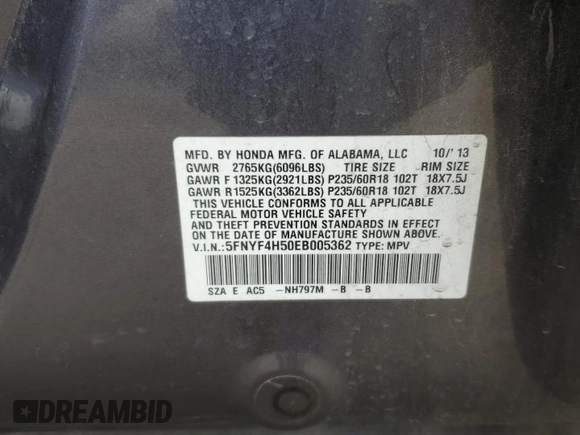 MFD. BY HONDA MFG. OF ALABAMA, LLC 10/'13
GVWR 2765KG(6096LBS) TIRE SIZE RIM SIZE
GAWR F 1325KG(2921LBS) P235/60R18 102T 18X7.5J
GAWR R 1525KG(3362LBS) P235/60R18 102T 18X7.5J
THIS VEHICLE CONFORMS TO ALL APPLICABLE
FEDERAL MOTOR VEHICLE SAFETY
AND THEFT PREVENTION STANDARDS IN EFFECT
ON THE DATE OF MANUFACTURE SHOWN ABOVE.
V.I.N.:5FNYF4H50EB005362 TYPE: MPV
SZA E AC5 -NH797M -B -B
DREAMBID